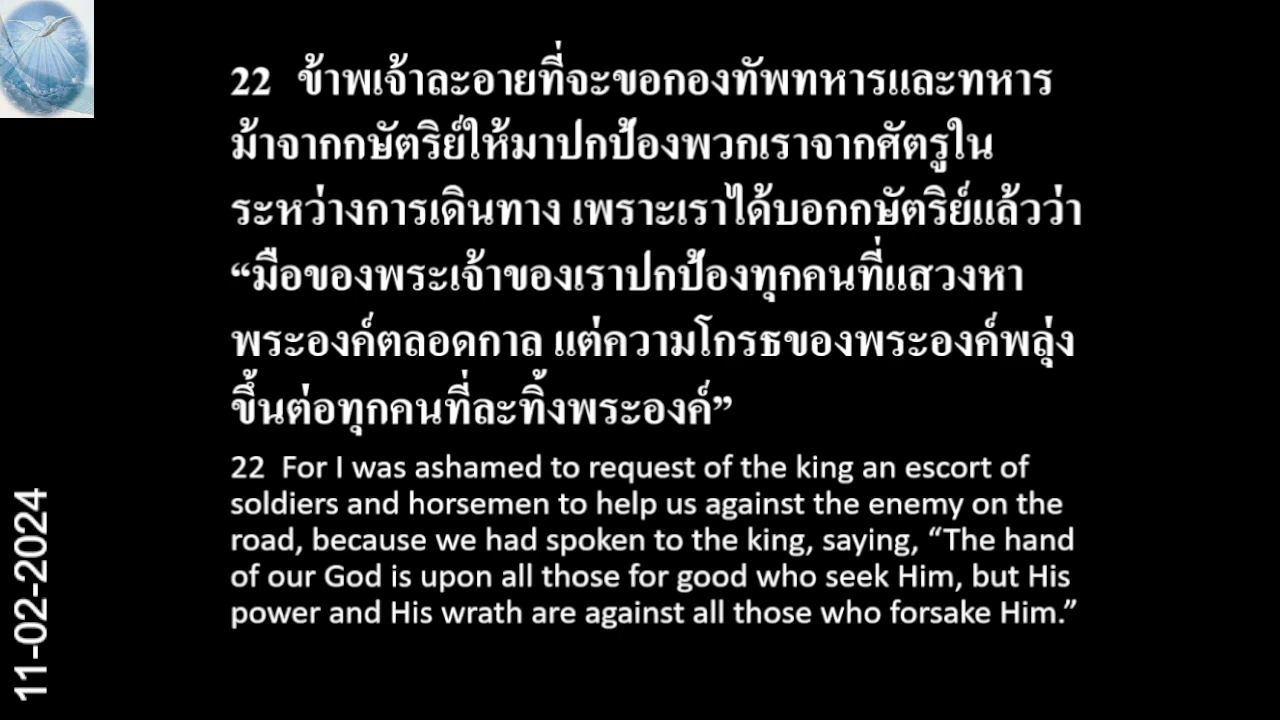 22 ข้าพเจ้าละอายที่จะขอกองทัพทหารและทหาร
ม้าจากกษัตริย์ให้มาปกป้องพวกเราจากศัตรูใน
ระหว่างการเดินทาง เพราะเราได้บอกกษัตริย์แล้วว่า
“มือของพระเจ้าของเราปกป้องทุกคนที่แสวงหา
พระองค์ตลอดกาล แต่ความโกรธของพระองค์พลุ่ง
ขึ้นต่อทุกคนที่ละทิ้งพระองค์”
22 For I was ashamed to request of the king an escort of
soldiers and horsemen to help us against the enemy on the
road, because we had spoken to the king, saying, “The hand
of our God is upon all those for good who seek Him, but His
power and His wrath are against all those who forsake Him.”
11-02-2024